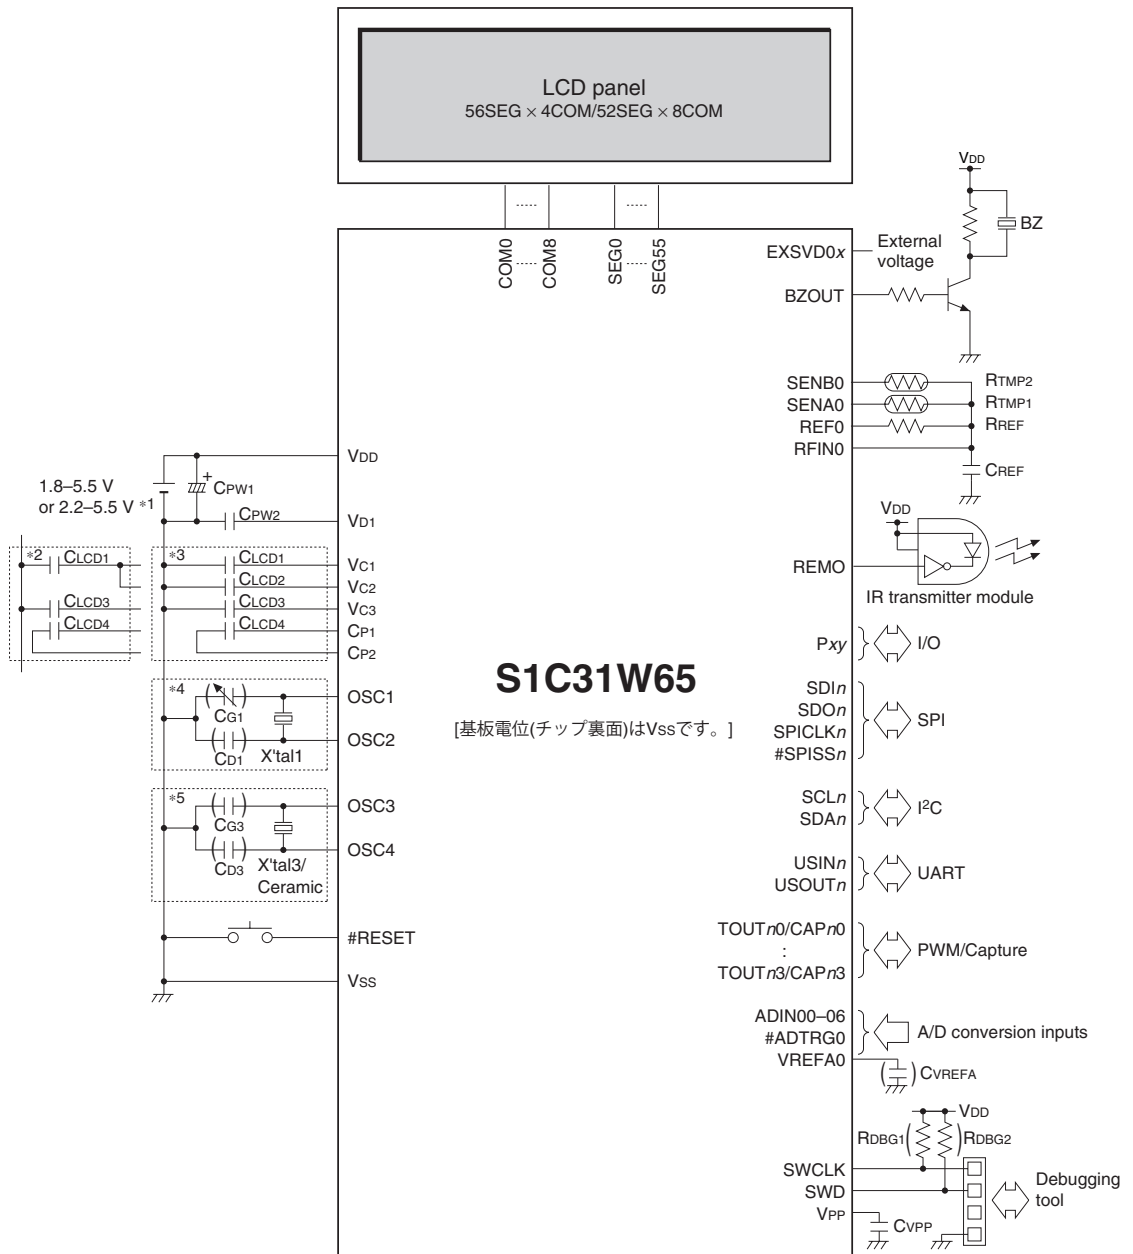 LCD panel
56SEG × 4COM/52SEG × 8COM
COM0
.....
COM8
SEG0
.....
SEG55
VDD
BZ
EXSVD0x
External
voltage
BZOUT
SENB0
RTMP2
SENA0
RTMP1
REF0
RREF
RFIN0
CREF
VDD
REMO
IR transmitter module
Pxy
I/O
SDIn
SDOn
SPICLKn
#SPISSn
SPI
SCLn
SDAn
I²C
USINn
USOUTn
UART
TOUTn0/CAPn0
:
TOUTn3/CAPn3
PWM/Capture
ADIN00–06
#ADTRG0
A/D conversion inputs
VREFA0
CVREFA
VDD
RDBG1
RDBG2
SWCLK
SWD
VPP
CVPP
Debugging
tool
1.8–5.5 V
or 2.2–5.5 V *1
+
CPW1
VDD
CPW2
VD1
*2
CLCD1
CLCD3
CLCD4
*3
CLCD1
VC1
CLCD2
VC2
CLCD3
VC3
CLCD4
CP1
CP2
*4
CG1
CD1
X'tal1
OSC1
OSC2
*5
CG3
CD3
X'tal3/
Ceramic
OSC3
OSC4
#RESET
VSS
S1C31W65
[基板電位(チップ裏面)はVSSです。]